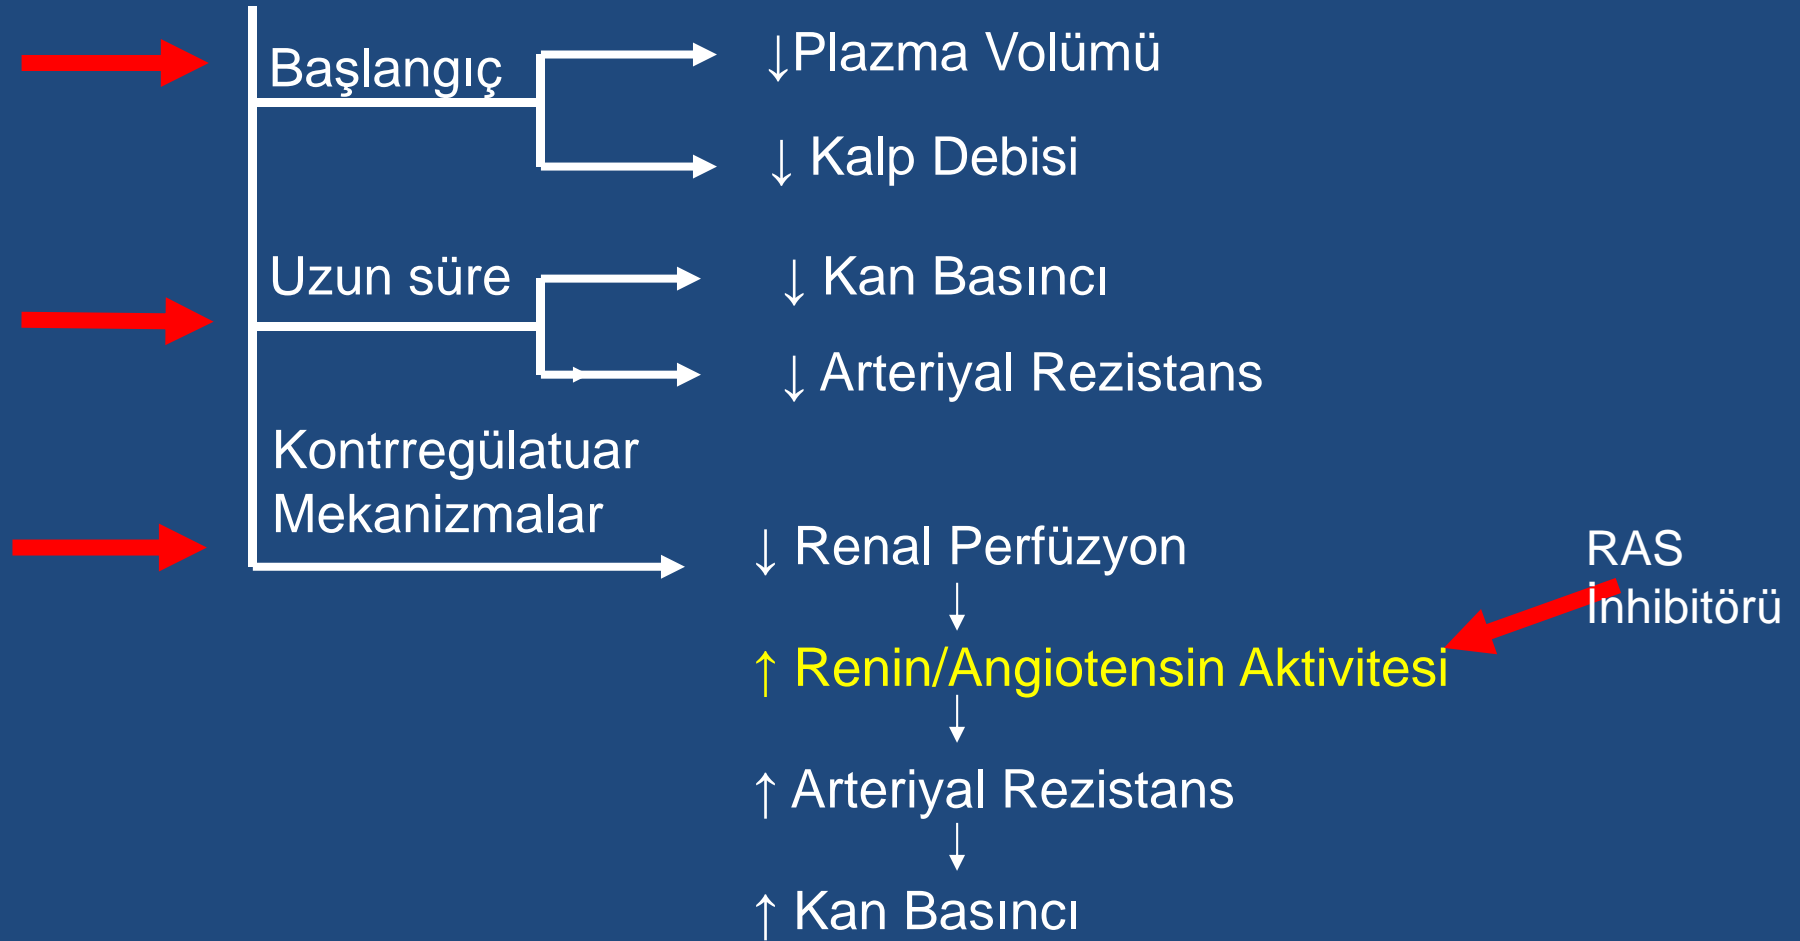 Başlangıç
↓Plazma Volümü
↓ Kalp Debisi
Uzun süre
↓ Kan Basıncı
↓ Arteriyal Rezistans
Kontrregülatuar
Mekanizmalar
↓ Renal Perfüzyon
RAS
İnhibitörü
↑ Renin/Angiotensin Aktivitesi
↑ Arteriyal Rezistans
↑ Kan Basıncı